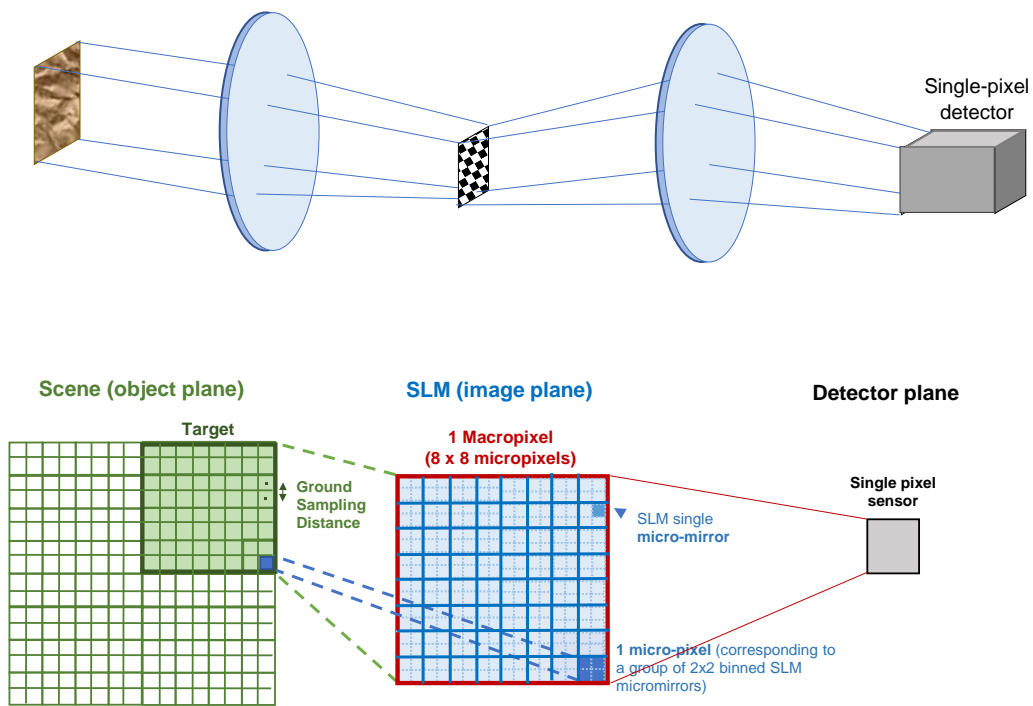 Single-pixel
detector
Scene (object plane)
SLM (image plane)
Detector plane
Target
1 Macropixel
(8 x 8 micropixels)
Ground
Sampling
Distance
Single pixel
sensor
SLM single
micro-mirror
1 micro-pixel (corresponding to
a group of 2x2 binned SLM
micromirrors)